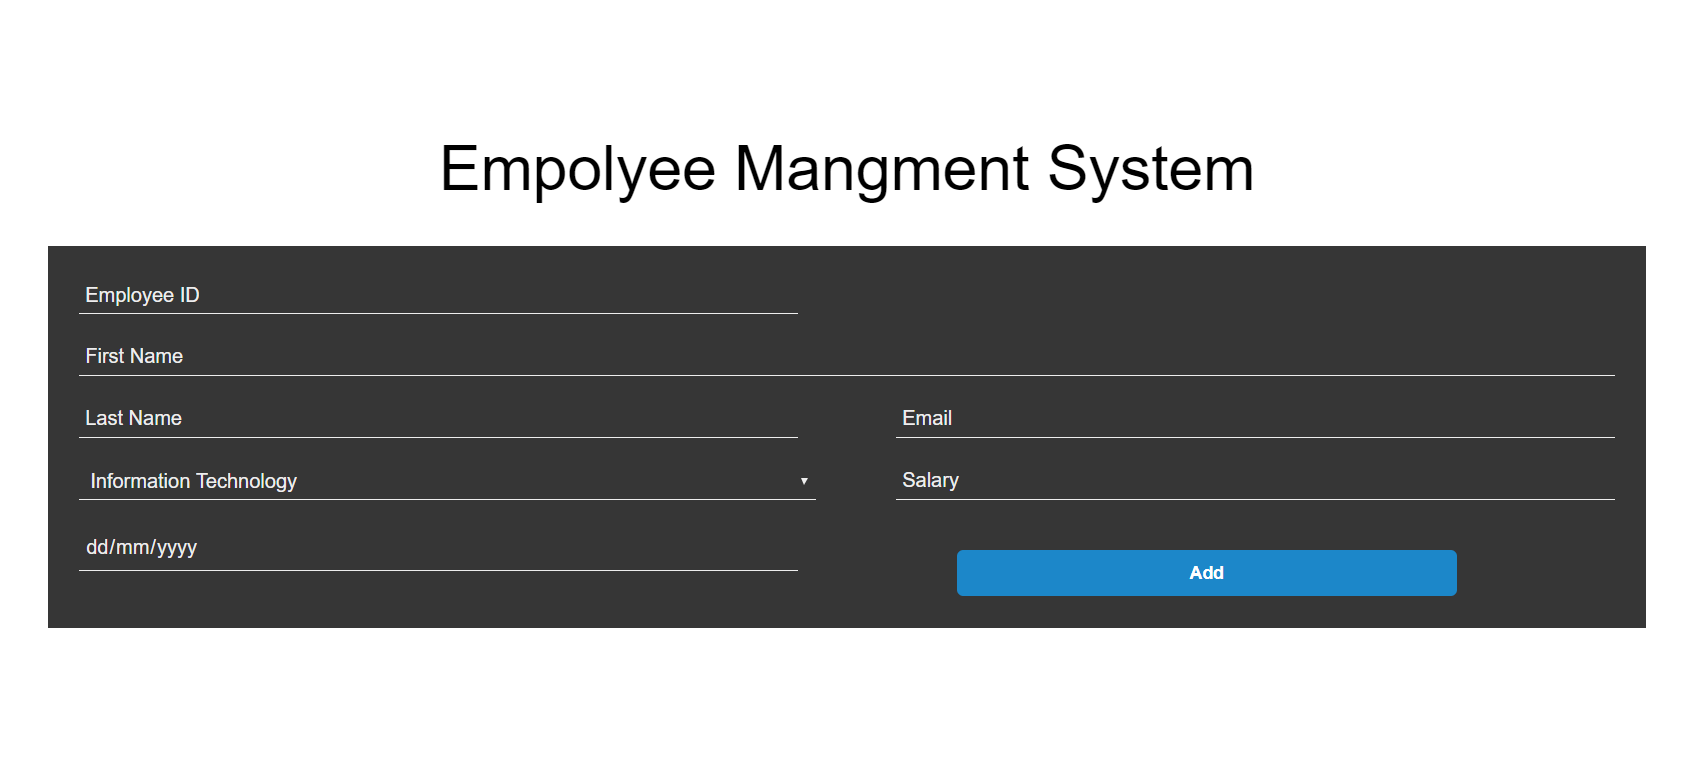 Empolyee Mangment System
Employee ID
First Name
Last Name
Email
Information Technology
Salary
dd/mm/yyyy
Add